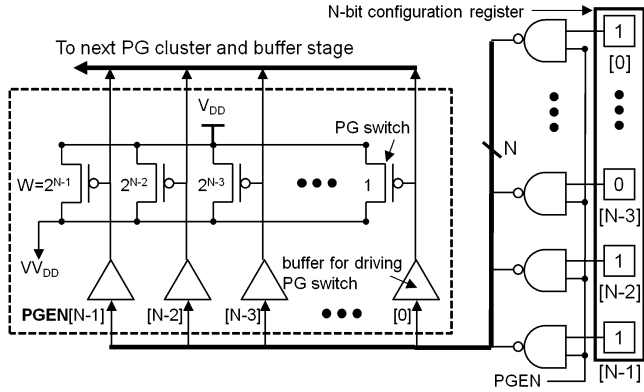 N-bit configuration register
To next PG cluster and buffer stage
1
[0]
V_DD
PG switch
N
W=2^N-1
2^N-2
2^N-3
1
0
[N-3]
VV_DD
buffer for driving
PG switch
1
[N-2]
PGEN[N-1]
[N-2]
[N-3]
[0]
1
PGEN
[N-1]